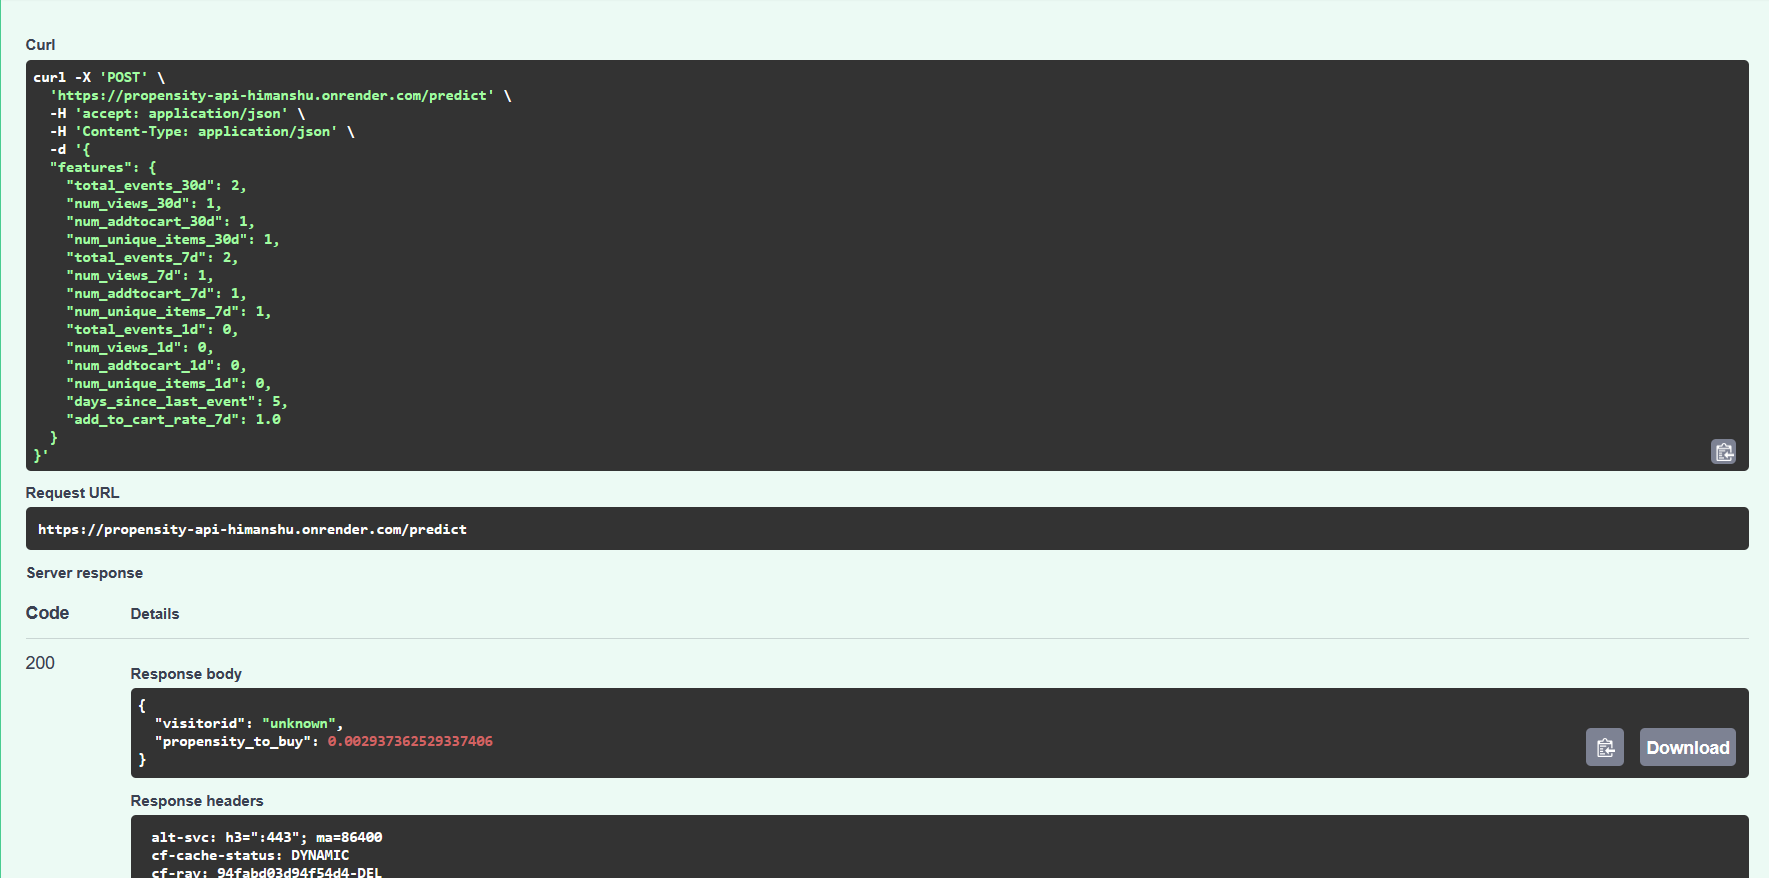 Curl
curl -X 'POST' \
  'https://propensity-api-himanshu.onrender.com/predict' \
  -H 'accept: application/json' \
  -H 'Content-Type: application/json' \
  -d '{
  "features": {
    "total_events_30d": 2,
    "num_views_30d": 1,
    "num_addtocart_30d": 1,
    "num_unique_items_30d": 1,
    "total_events_7d": 2,
    "num_views_7d": 1,
    "num_addtocart_7d": 1,
    "num_unique_items_7d": 1,
    "total_events_1d": 0,
    "num_views_1d": 0,
    "num_addtocart_1d": 0,
    "num_unique_items_1d": 0,
    "days_since_last_event": 5,
    "add_to_cart_rate_7d": 1.0
  }
}'
Request URL
https://propensity-api-himanshu.onrender.com/predict
Server response
Code Details
200
Response body
{
  "visitorid": "unknown",
  "propensity_to_buy": 0.002937362529337406
}
Download
Response headers
alt-svc: h3=":443"; ma=86400
cf-cache-status: DYNAMIC
cf-ray: 94fabd03d94f54d4-DEL